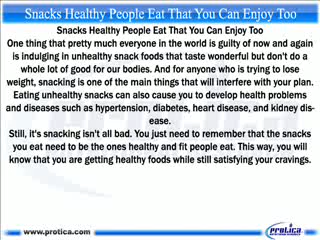 Snacks Healthy People Eat That You Can Enjoy Too
Snacks Healthy People Eat That You Can Enjoy Too
One thing that pretty much everyone in the world is guilty of now and again
is indulging in unhealthy snack foods that taste wonderful but don't do a
whole lot of good for our bodies. And for anyone who is trying to lose
weight, snacking is one of the main things that will interfere with your plan.
Eating unhealthy snacks can also cause you to develop health problems
and diseases such as hypertension, diabetes, heart disease, and kidney dis-
ease.
Still, it's snacking isn't all bad. You just need to remember that the snacks
you eat need to be the ones healthy and fit people eat. This way, you will
know that you are getting healthy foods while still satisfying your cravings.
www.protica.com
protica